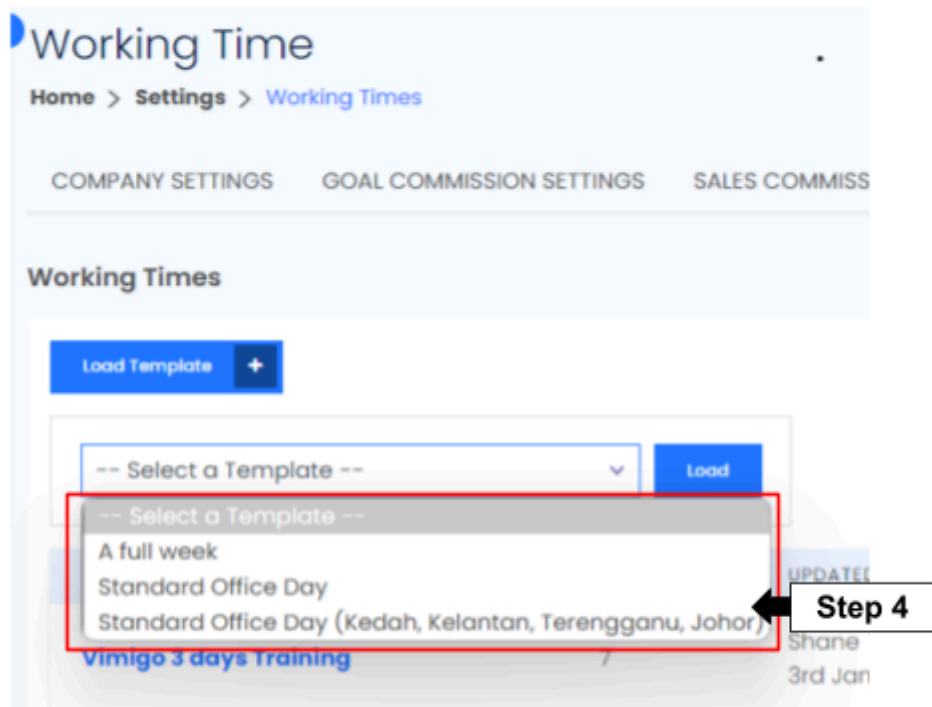 Working Time
Home > Settings > Working Times
COMPANY SETTINGS GOAL COMMISSION SETTINGS SALES COMMISS
Working Times
Load Template +
-- Select a Template -- Load
-- Select a Template --
A full week
Standard Office Day
UPDATED
Standard Office Day (Kedah, Kelantan, Terengganu, Johor)
Step 4
Vimigo 3 days Training 7 Shane
3rd Jan